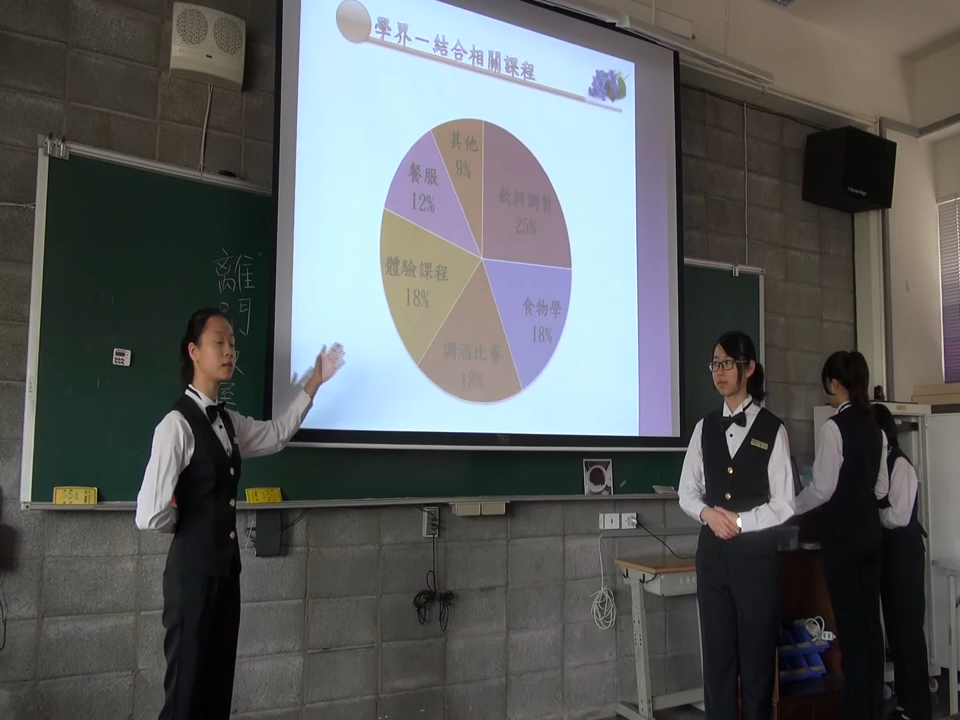 學界－結合相關課程
其他
9%
餐服
12%
飲料調製
25%
體驗課程
18%
食物學
18%
調酒比賽
18%
離